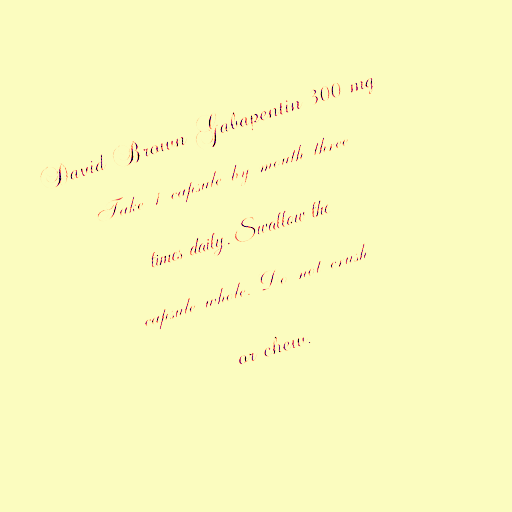 David Brown Gabapentin 300 mg
Take 1 capsule by mouth three
times daily. Swallow the
capsule whole. Do not crush
or chew.